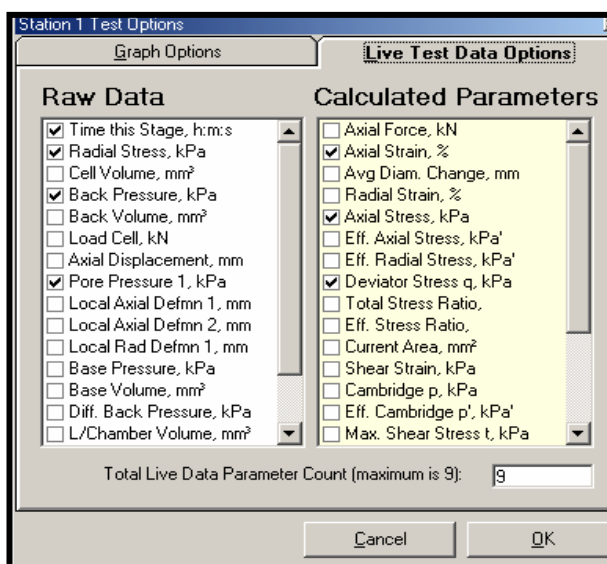 Station 1 Test Options
Graph Options
Live Test Data Options
Raw Data
Time this Stage, h:m:s
Radial Stress, kPa
Cell Volume, mm³
Back Pressure, kPa
Back Volume, mm³
Load Cell, kN
Axial Displacement, mm
Pore Pressure 1, kPa
Local Axial Defmn 1, mm
Local Axial Defmn 2, mm
Local Rad Defmn 1, mm
Base Pressure, kPa
Base Volume, mm³
Diff. Back Pressure, kPa
L/Chamber Volume, mm³
Calculated Parameters
Axial Force, kN
Axial Strain, %
Avg Diam. Change, mm
Radial Strain, %
Axial Stress, kPa
Eff. Axial Stress, kPa'
Eff. Radial Stress, kPa'
Deviator Stress q, kPa
Total Stress Ratio,
Eff. Stress Ratio,
Current Area, mm²
Shear Strain, kPa
Cambridge p, kPa
Eff. Cambridge p', kPa'
Max. Shear Stress t, kPa
Total Live Data Parameter Count (maximum is 9): 9
Cancel
OK